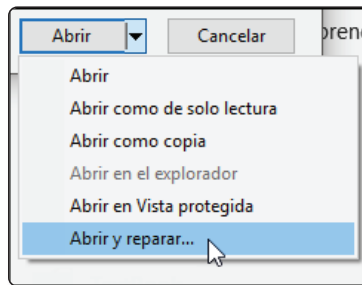 Abrir
Cancelar
Abrir
Abrir como de solo lectura
Abrir como copia
Abrir en el explorador
Abrir en Vista protegida
Abrir y reparar...